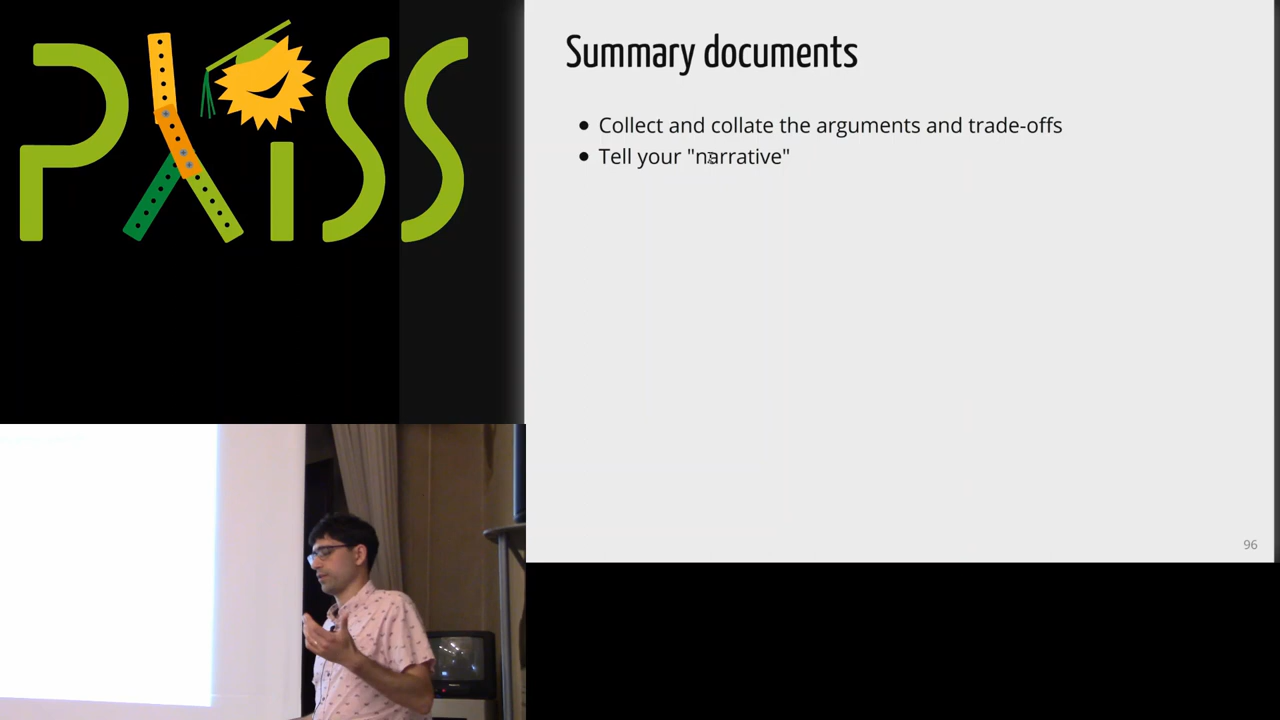 PLISS
Summary documents
• Collect and collate the arguments and trade-offs
• Tell your "narrative"
96